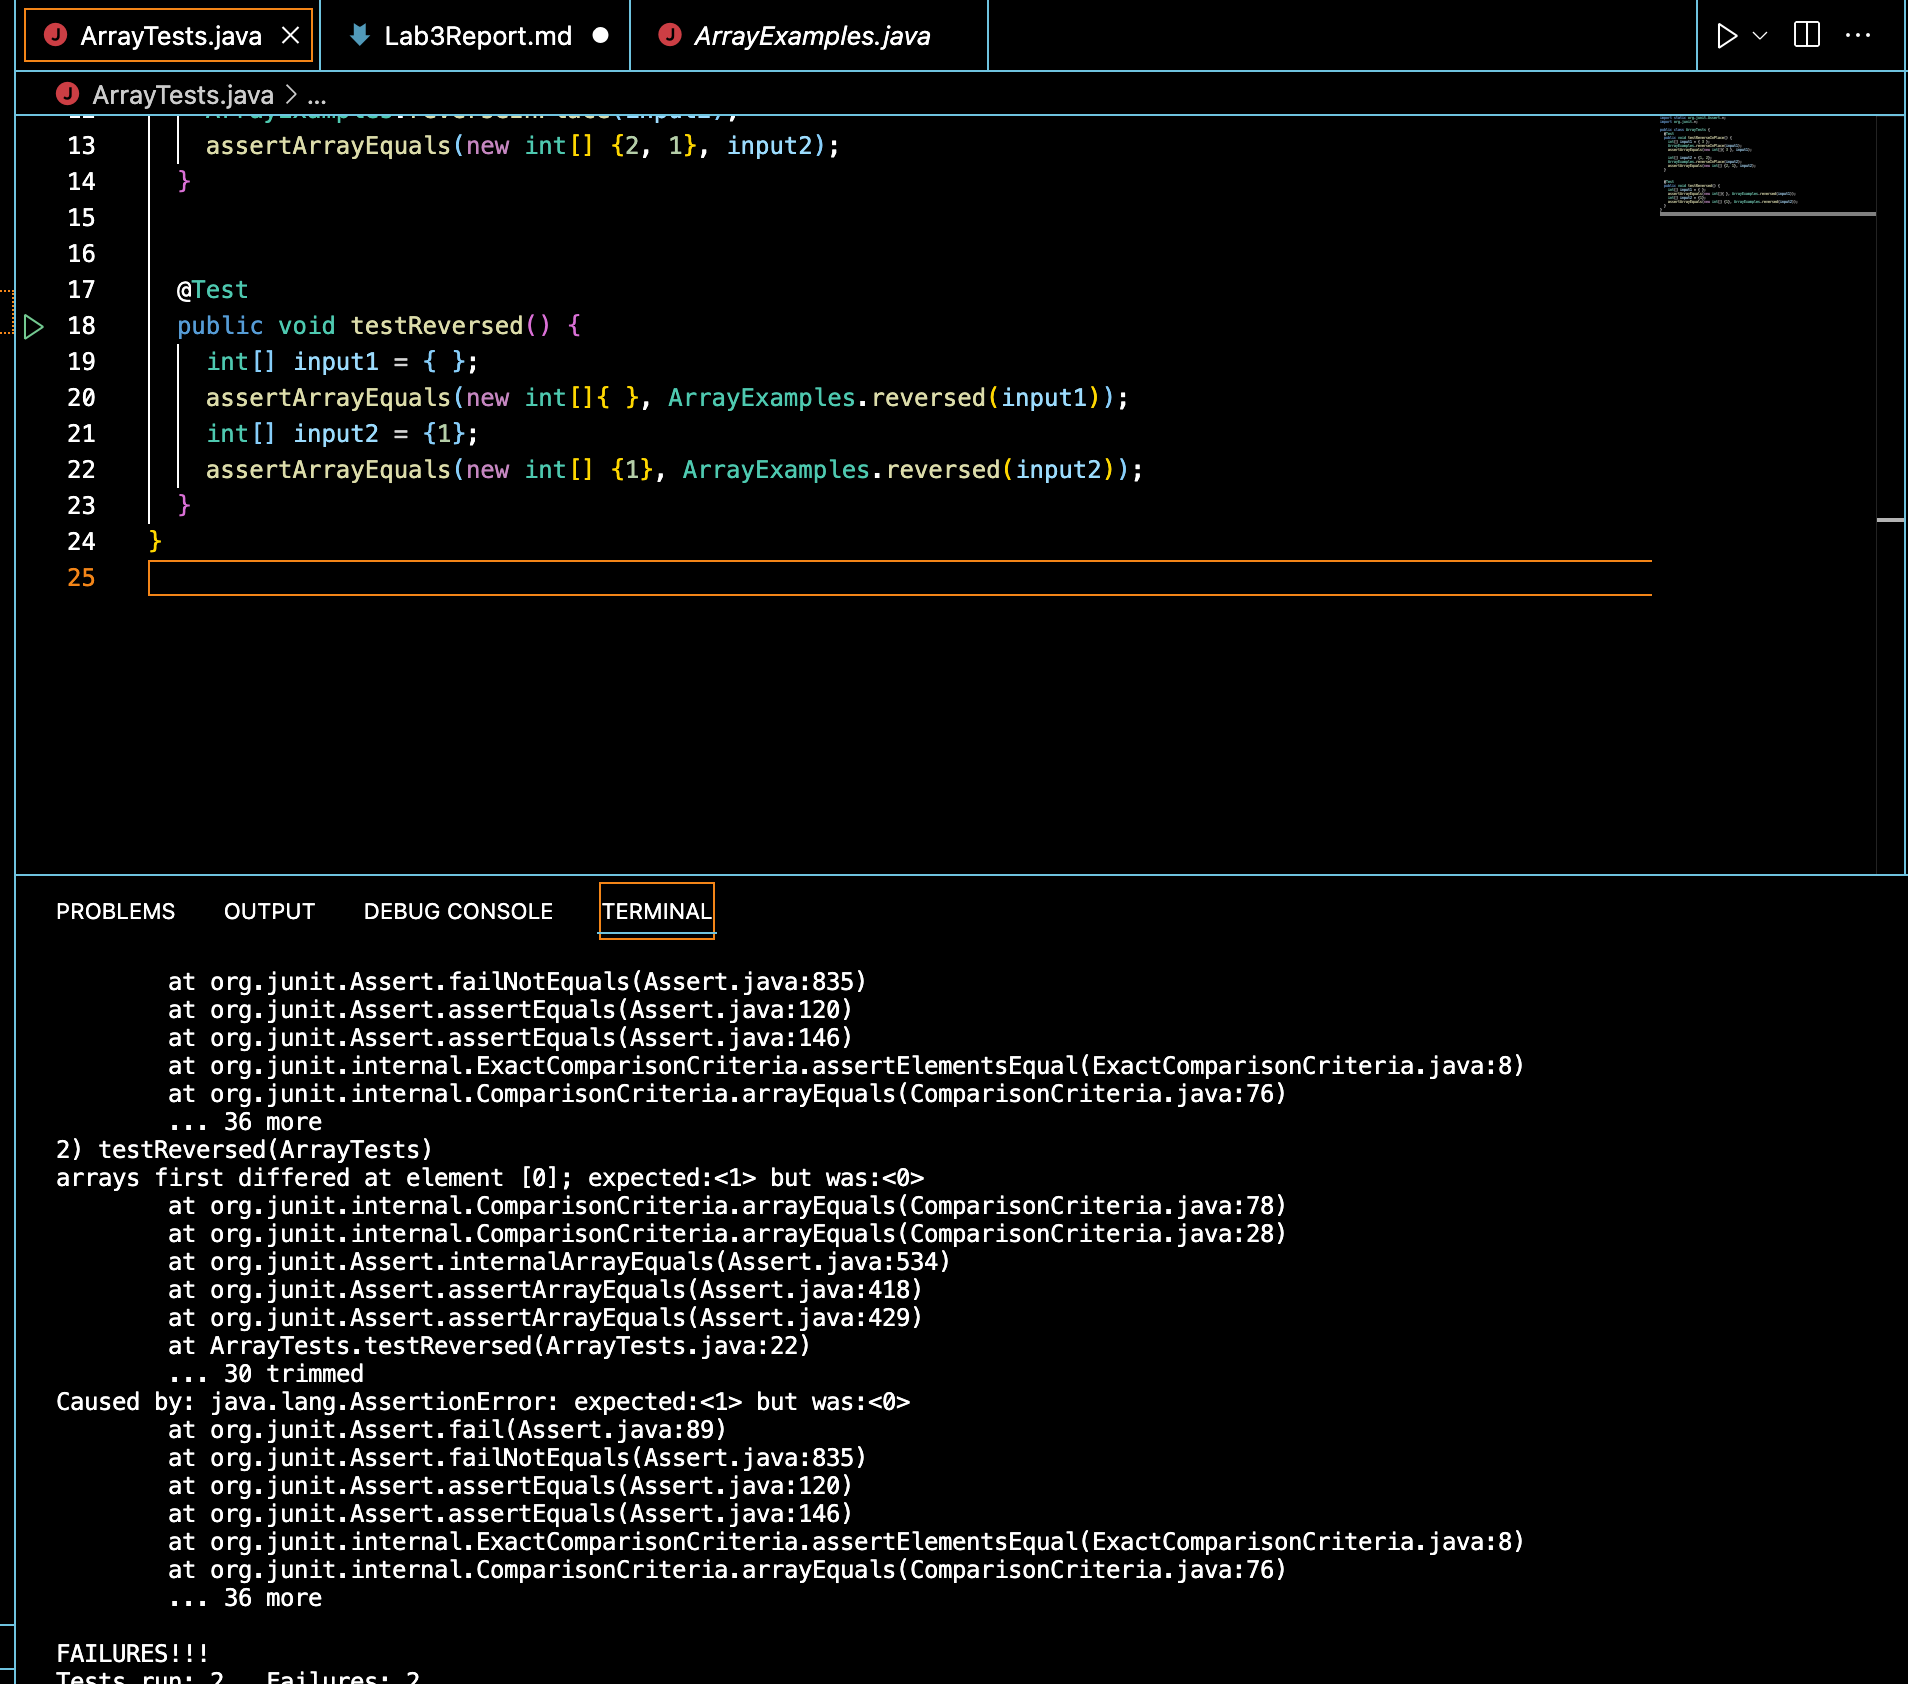 ArrayTests.java
Lab3Report.md
ArrayExamples.java
ArrayTests.java > ...
12 ArrayExamples.reverseInPlace(input2);
13 assertArrayEquals(new int[] {2, 1}, input2);
14 }
15
16
17 @Test
18 public void testReversed() {
19 int[] input1 = { };
20 assertArrayEquals(new int[]{ }, ArrayExamples.reversed(input1));
21 int[] input2 = {1};
22 assertArrayEquals(new int[] {1}, ArrayExamples.reversed(input2));
23 }
24 }
25
PROBLEMS OUTPUT DEBUG CONSOLE TERMINAL
at org.junit.Assert.failNotEquals(Assert.java:835)
at org.junit.Assert.assertEquals(Assert.java:120)
at org.junit.Assert.assertEquals(Assert.java:146)
at org.junit.internal.ExactComparisonCriteria.assertElementsEqual(ExactComparisonCriteria.java:8)
at org.junit.internal.ComparisonCriteria.arrayEquals(ComparisonCriteria.java:76)
... 36 more
2) testReversed(ArrayTests)
arrays first differed at element [0]; expected:<1> but was:<0>
at org.junit.internal.ComparisonCriteria.arrayEquals(ComparisonCriteria.java:78)
at org.junit.internal.ComparisonCriteria.arrayEquals(ComparisonCriteria.java:28)
at org.junit.Assert.internalArrayEquals(Assert.java:534)
at org.junit.Assert.assertArrayEquals(Assert.java:418)
at org.junit.Assert.assertArrayEquals(Assert.java:429)
at ArrayTests.testReversed(ArrayTests.java:22)
... 30 trimmed
Caused by: java.lang.AssertionError: expected:<1> but was:<0>
at org.junit.Assert.fail(Assert.java:89)
at org.junit.Assert.failNotEquals(Assert.java:835)
at org.junit.Assert.assertEquals(Assert.java:120)
at org.junit.Assert.assertEquals(Assert.java:146)
at org.junit.internal.ExactComparisonCriteria.assertElementsEqual(ExactComparisonCriteria.java:8)
at org.junit.internal.ComparisonCriteria.arrayEquals(ComparisonCriteria.java:76)
... 36 more
FAILURES!!!
Tests run: 2, Failures: 2